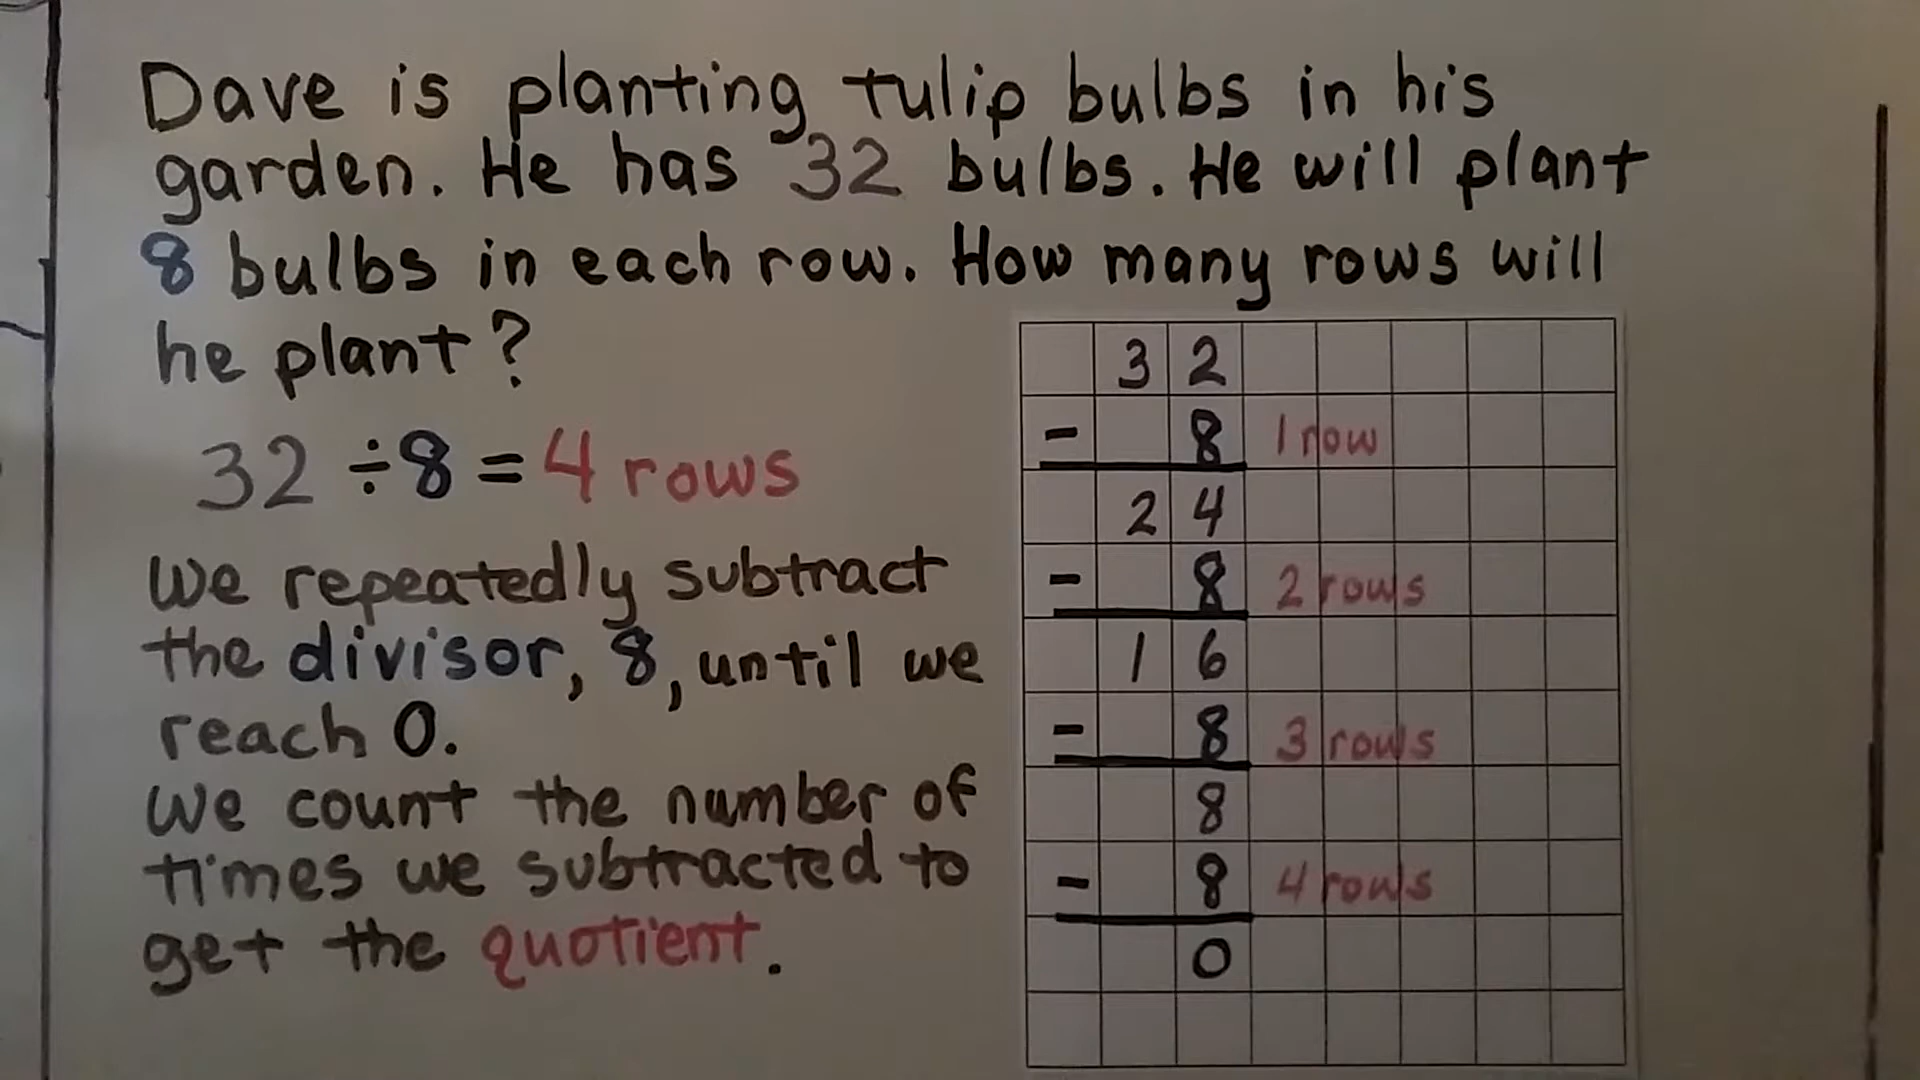 Dave is planting tulip bulbs in his
garden. He has 32 bulbs. He will plant
8 bulbs in each row. How many rows will
he plant?
32 ÷ 8 = 4 rows
we repeatedly subtract
the divisor, 8, until we
reach 0.
we count the number of
times we subtracted to
get the quotient.
32
- 8 1 row
24
- 8 2 rows
16
- 8 3 rows
8
- 8 4 rows
0